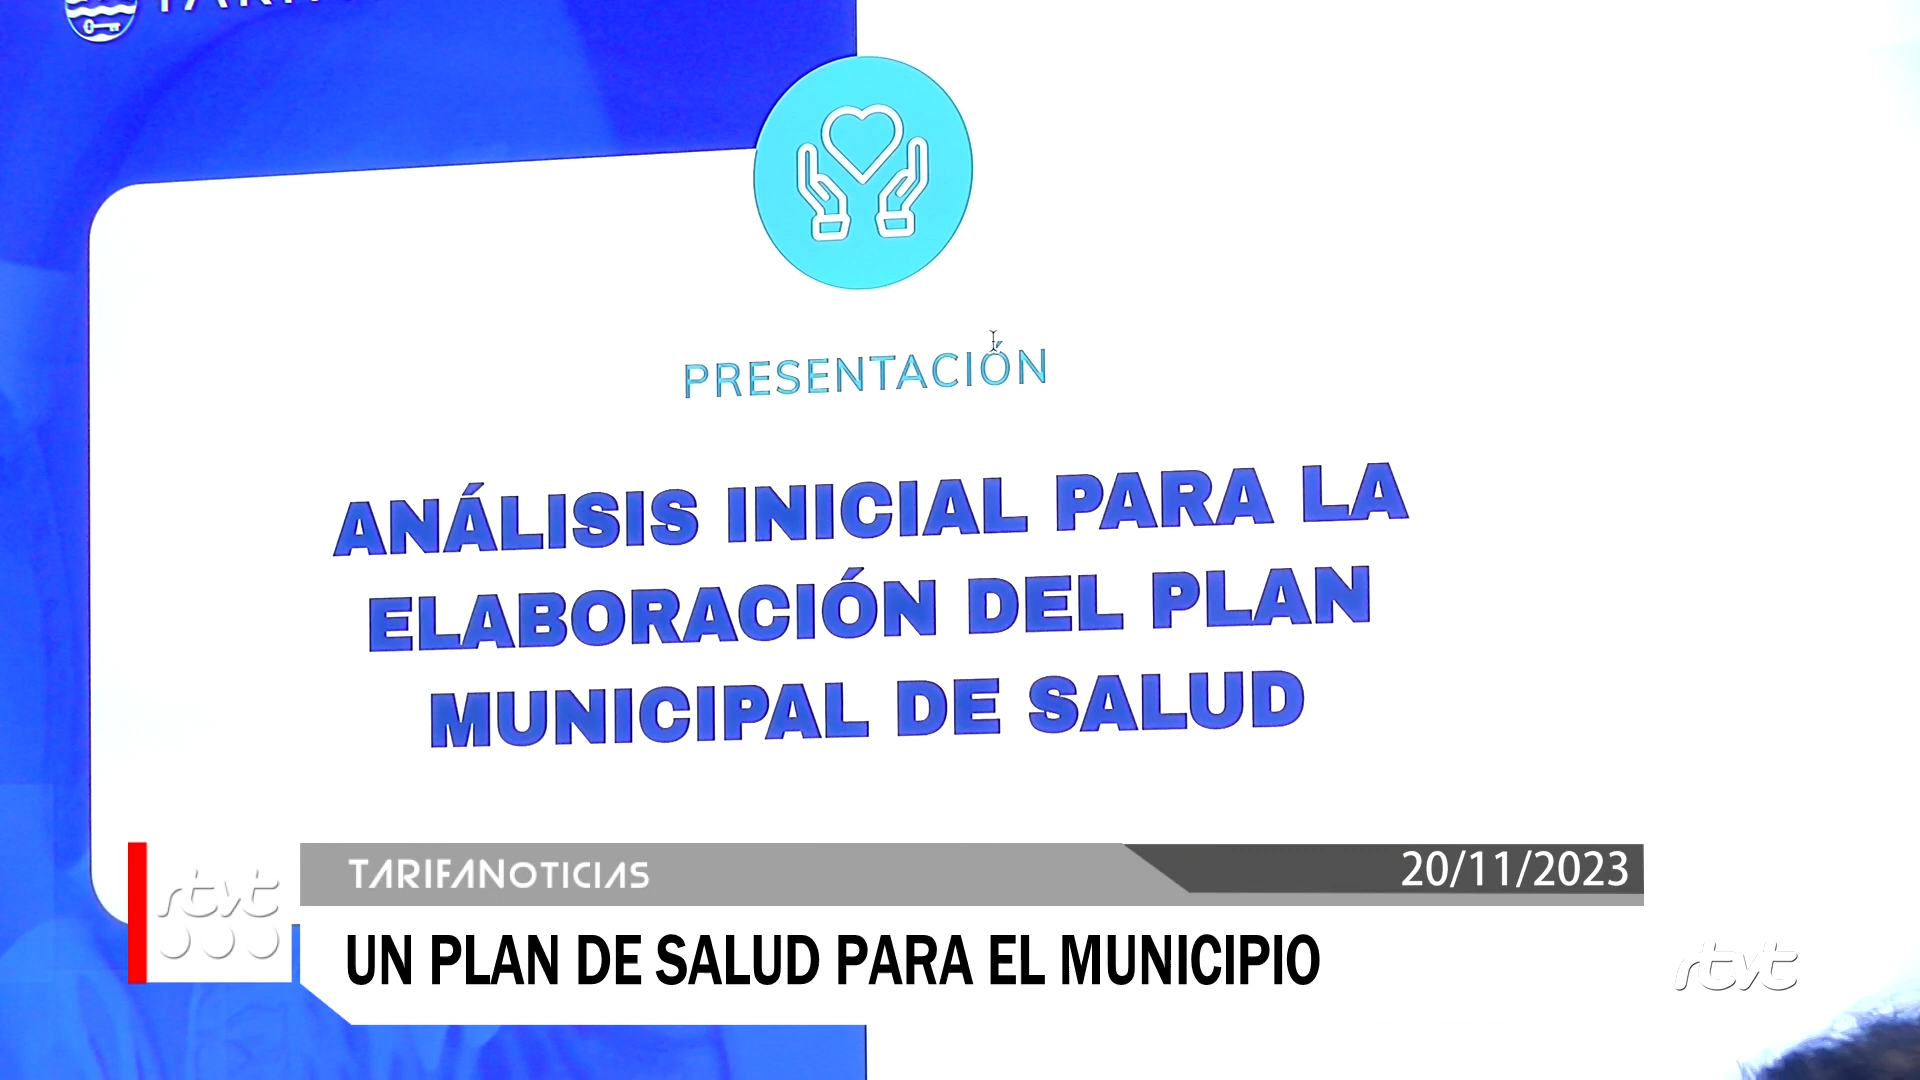 PRESENTACIÓN
ANÁLISIS INICIAL PARA LA
ELABORACIÓN DEL PLAN
MUNICIPAL DE SALUD
TARIFANOTICIAS
20/11/2023
rtvt
UN PLAN DE SALUD PARA EL MUNICIPIO
rtvt